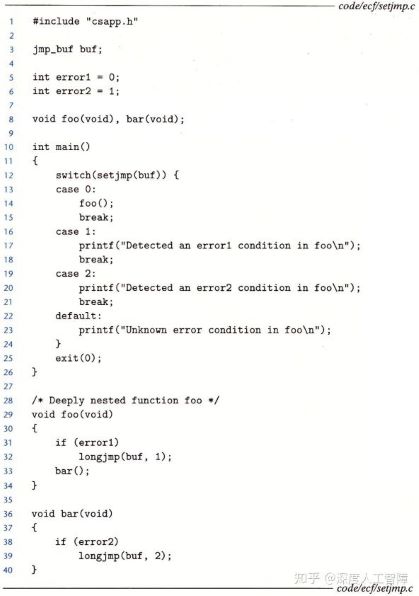 code/ecf/setjmp.c
1 #include "csapp.h"
2
3 jmp_buf buf;
4
5 int error1 = 0;
6 int error2 = 1;
7
8 void foo(void), bar(void);
9
10 int main()
11 {
12     switch(setjmp(buf)) {
13     case 0:
14         foo();
15         break;
16     case 1:
17         printf("Detected an error1 condition in foo\n");
18         break;
19     case 2:
20         printf("Detected an error2 condition in foo\n");
21         break;
22     default:
23         printf("Unknown error condition in foo\n");
24     }
25     exit(0);
26 }
27
28 /* Deeply nested function foo */
29 void foo(void)
30 {
31     if (error1)
32         longjmp(buf, 1);
33     bar();
34 }
35
36 void bar(void)
37 {
38     if (error2)
39         longjmp(buf, 2);
40 }
知乎 @深度人工智障
code/ecf/setjmp.c